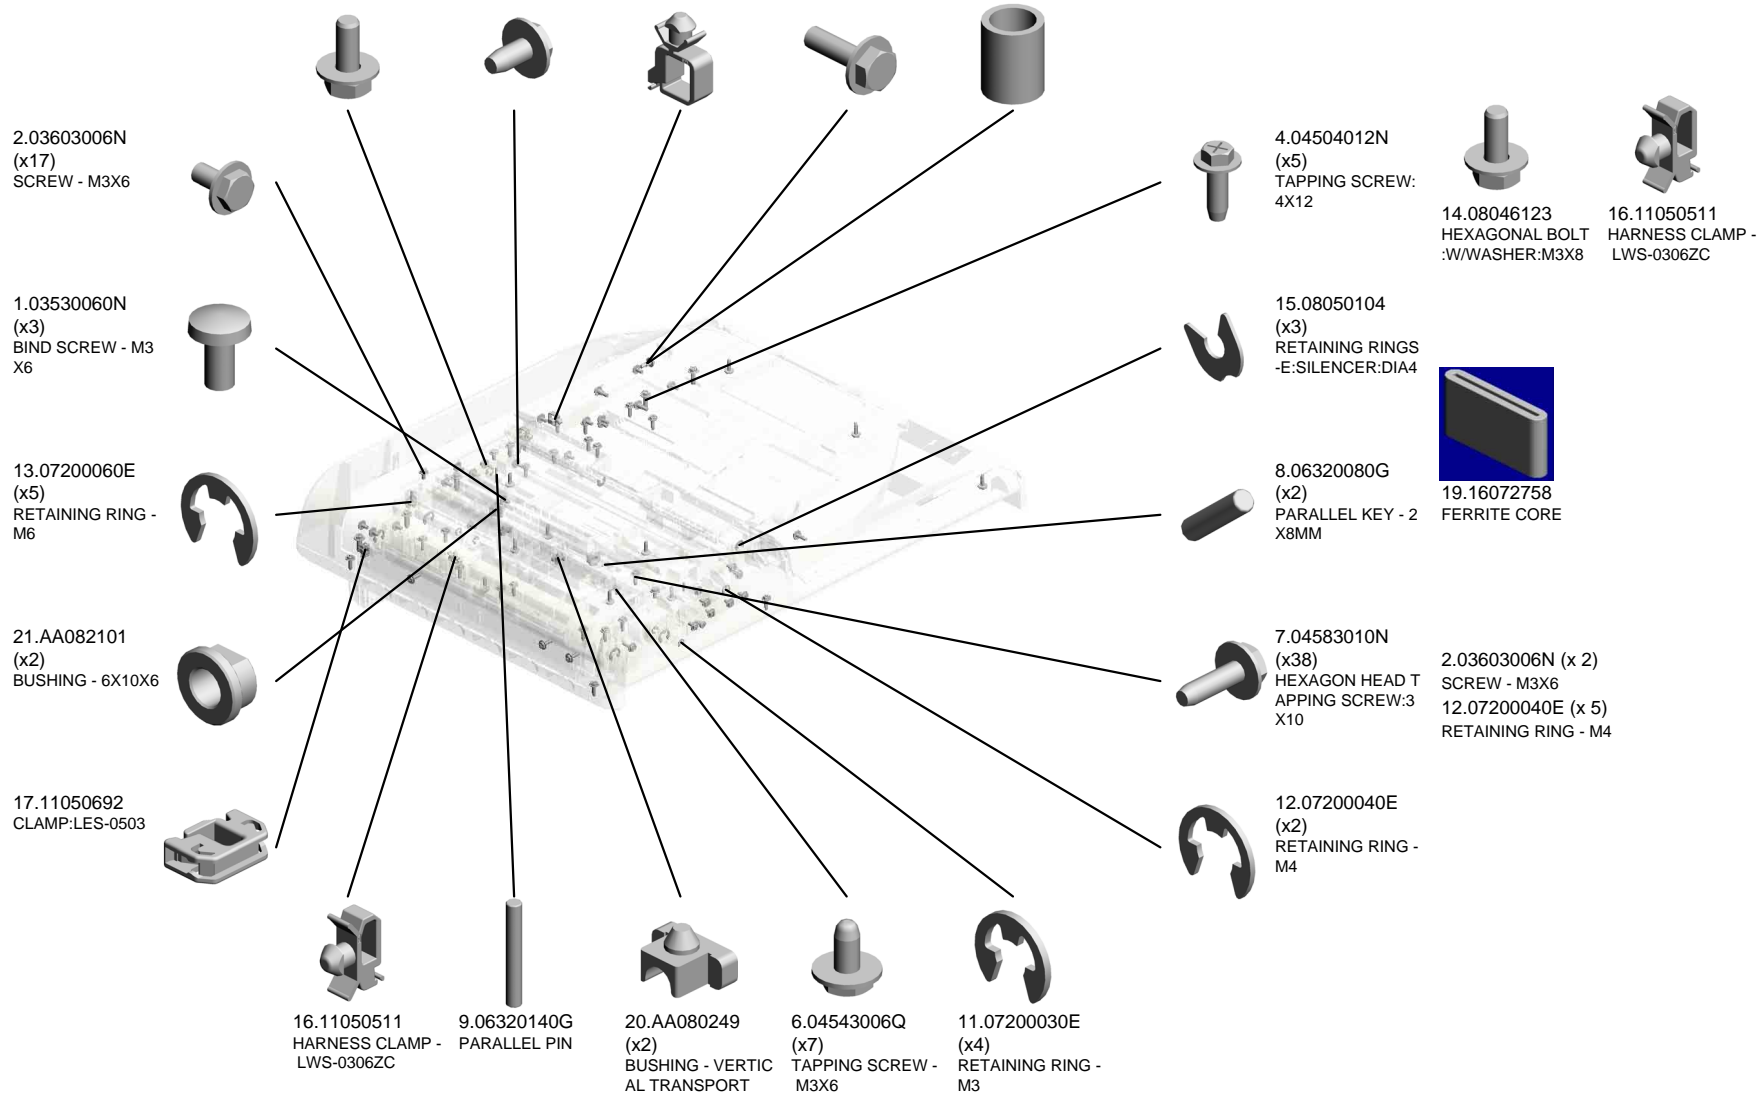 2.03603006N
(x17)
SCREW - M3X6
1.03530060N
(x3)
BIND SCREW - M3
X6
13.07200060E
(x5)
RETAINING RING -
M6
21.AA082101
(x2)
BUSHING - 6X10X6
17.11050692
CLAMP:LES-0503
16.11050511
HARNESS CLAMP -
LWS-0306ZC
9.06320140G
PARALLEL PIN
20.AA080249
(x2)
BUSHING - VERTIC
AL TRANSPORT
6.04543006Q
(x7)
TAPPING SCREW -
M3X6
11.07200030E
(x4)
RETAINING RING -
M3
4.04504012N
(x5)
TAPPING SCREW:
4X12
15.08050104
(x3)
RETAINING RINGS
-E:SILENCER:DIA4
8.06320080G
(x2)
PARALLEL KEY - 2
X8MM
7.04583010N
(x38)
HEXAGON HEAD T
APPING SCREW:3
X10
12.07200040E
(x2)
RETAINING RING -
M4
14.08046123
HEXAGONAL BOLT
:W/WASHER:M3X8
16.11050511
HARNESS CLAMP -
LWS-0306ZC
19.16072758
FERRITE CORE
2.03603006N (x 2)
SCREW - M3X6
12.07200040E (x 5)
RETAINING RING - M4